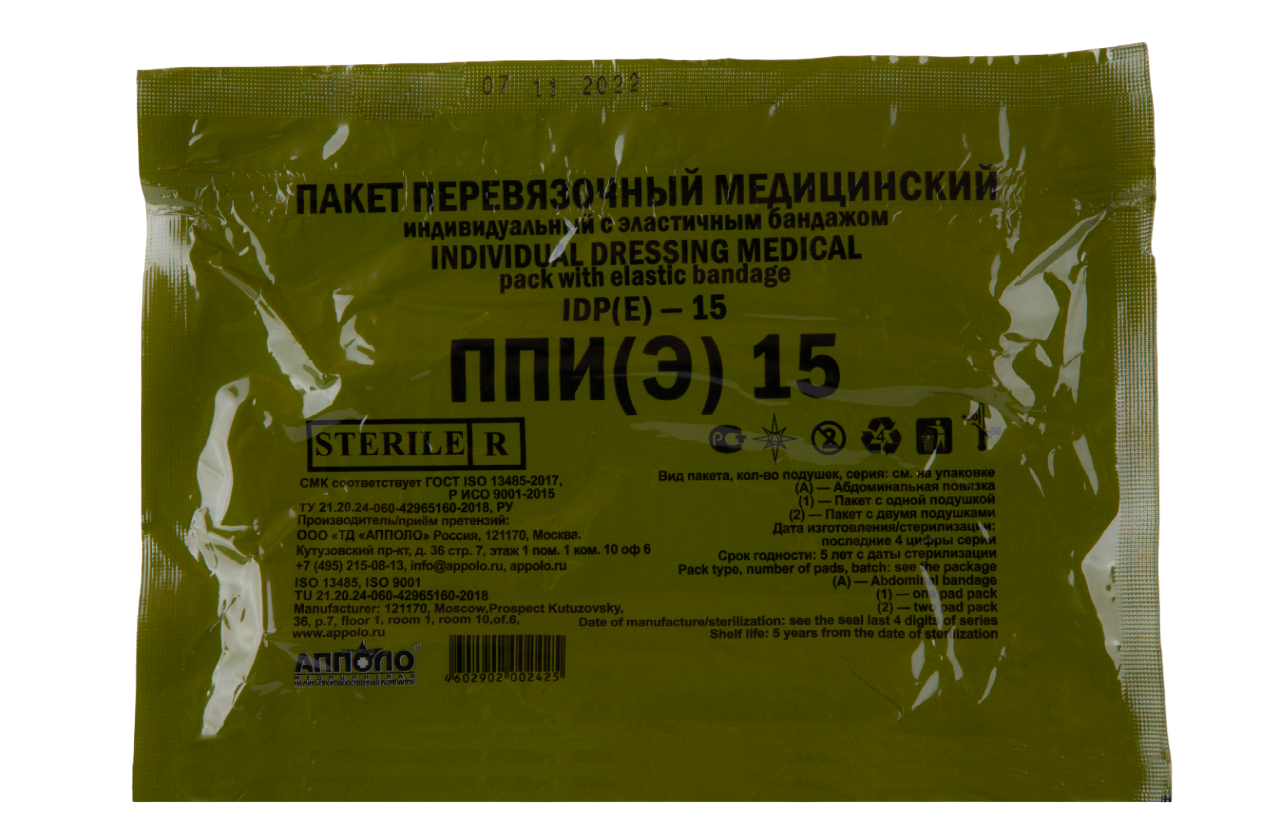 07 11 2022
ПАКЕТ ПЕРЕВЯЗОЧНЫЙ МЕДИЦИНСКИЙ
индивидуальный с эластичным бандажом
INDIVIDUAL DRESSING MEDICAL
pack with elastic bandage
IDP(E) — 15
ППИ(Э) 15
STERILE R
СМК соответствует ГОСТ ISO 13485-2017,
Р ИСО 9001-2015
ТУ 21.20.24-060-42965160-2018, РУ
Производитель/приём претензий:
ООО «ТД «АППОЛО» Россия, 121170, Москва,
Кутузовский пр-кт, д. 36 стр. 7, этаж 1 пом. 1 ком. 10 оф 6
+7 (495) 215-08-13, info@appolo.ru, appolo.ru
ISO 13485, ISO 9001
TU 21.20.24-060-42965160-2018
Manufacturer: 121170, Moscow,Prospect Kutuzovsky,
36, p.7, floor 1, room 1, room 10,of.6,
www.appolo.ru
РСТ
2
4
Вид пакета, кол-во подушек, серия: см. на упаковке
(А) — Абдоминальная повязка
(1) — Пакет с одной подушкой
(2) — Пакет с двумя подушками
Дата изготовления/стерилизации:
последние 4 цифры серии
Срок годности: 5 лет с даты стерилизации
Pack type, number of pads, batch: see the package
(A) — Abdominal bandage
(1) — one pad pack
(2) — two pad pack
Date of manufacture/sterilization: see the seal last 4 digits of series
Shelf life: 5 years from the date of sterilization
АППОЛО®
МЕДИЦИНСКАЯ
НАУЧНО-ПРОИЗВОДСТВЕННАЯ КОМПАНИЯ
4602902 002425